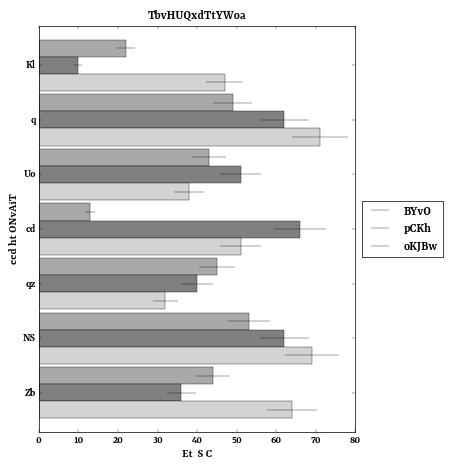 TbvHUQxdTtYWoa
Kl
q
Uo
cd
qz
NS
Zb
ecd ht ONvAiT
0 10 20 30 40 50 60 70 80
Et S C
BYvO
pCKh
oKJBw